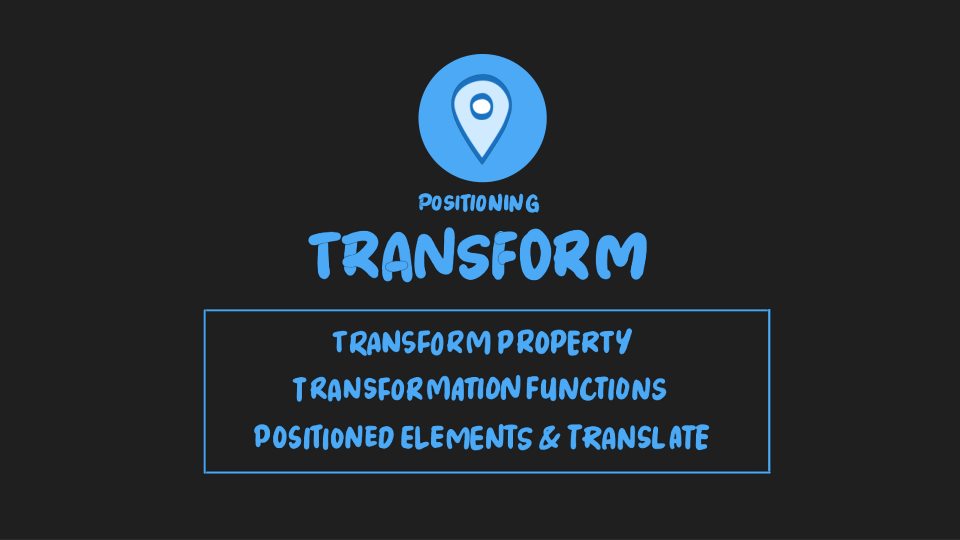 POSITIONING
TRANSFORM
TRANSFORM PROPERTY
TRANSFORMATION FUNCTIONS
POSITIONED ELEMENTS & TRANSLATE